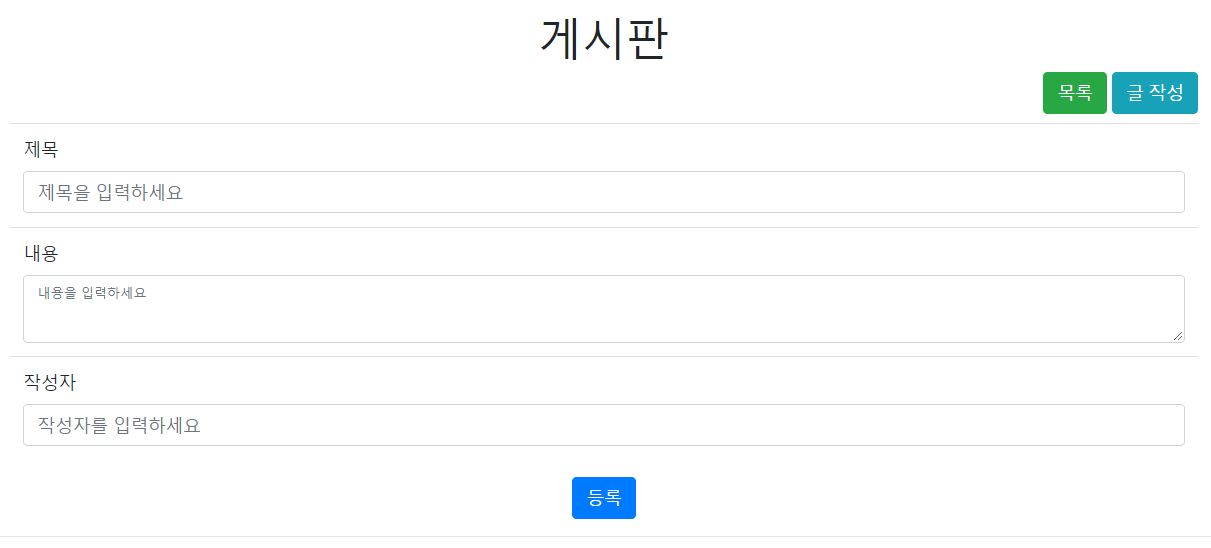 게시판
목록 글 작성
제목
제목을 입력하세요
내용
내용을 입력하세요
작성자
작성자를 입력하세요
등록